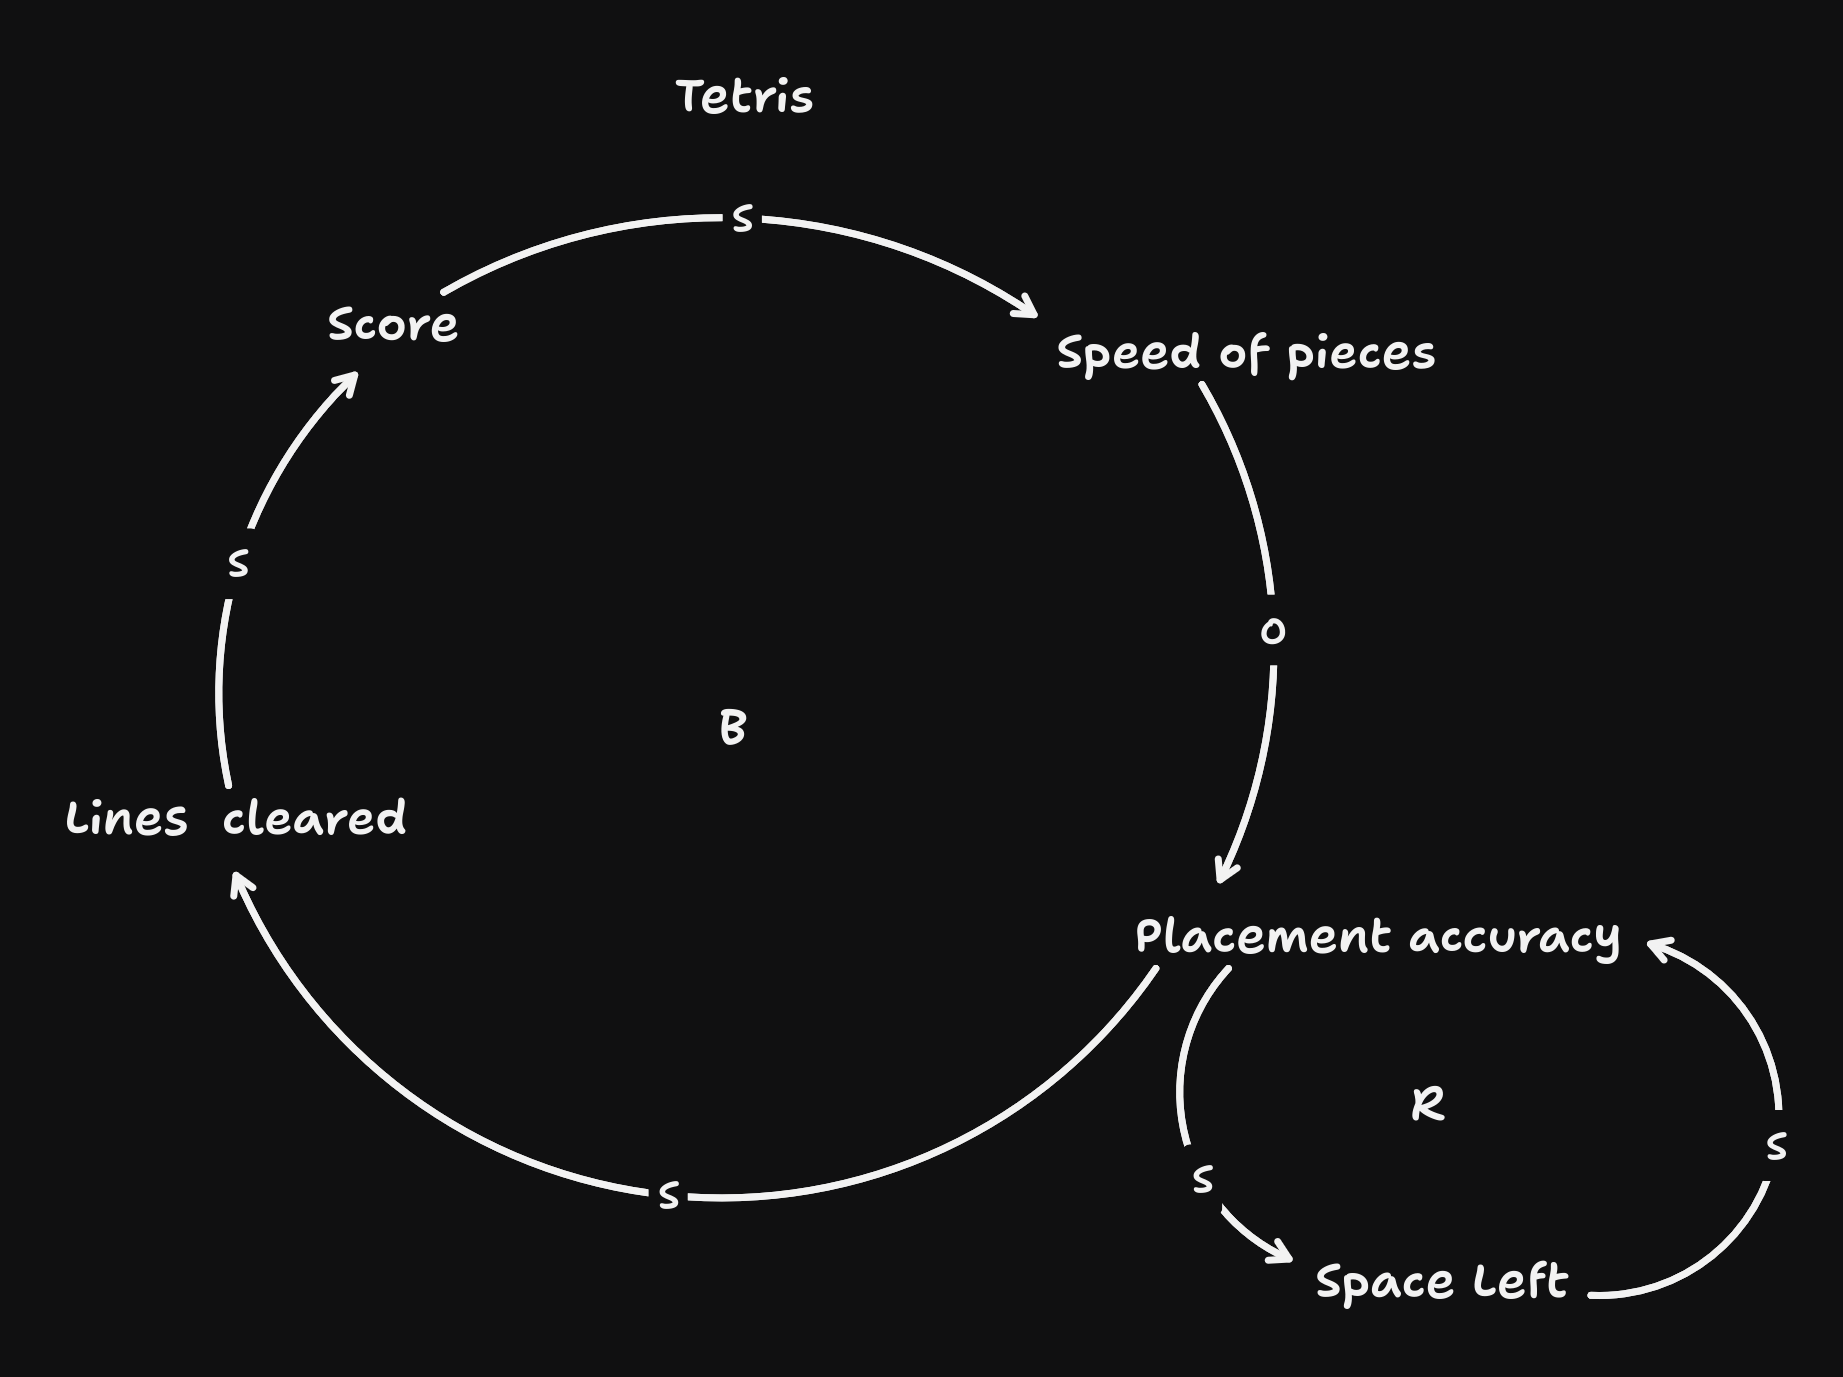 Tetris
S
Score
Speed of pieces
S
O
B
Lines cleared
Placement accuracy
R
S
S
S
Space Left